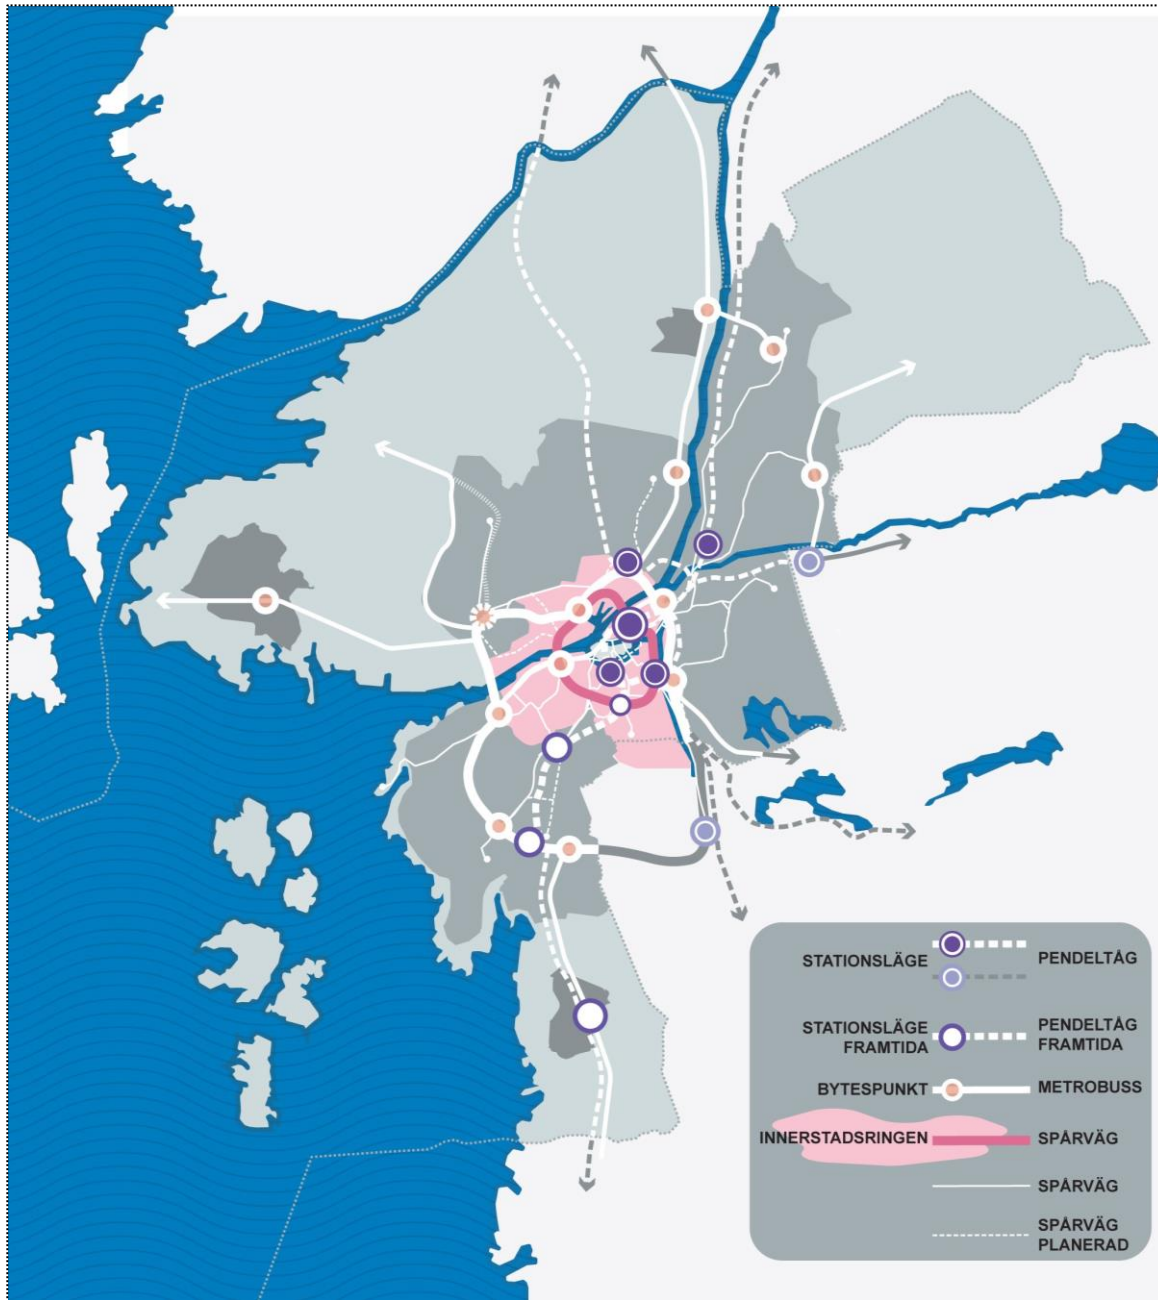 STATIONSLÄGE
PENDELTÅG
STATIONSLÄGE
FRAMTIDA
PENDELTÅG
FRAMTIDA
BYTESPUNKT
METROBUSS
INNERSTADSRINGEN
SPÅRVÄG
SPÅRVÄG
SPÅRVÄG
PLANERAD